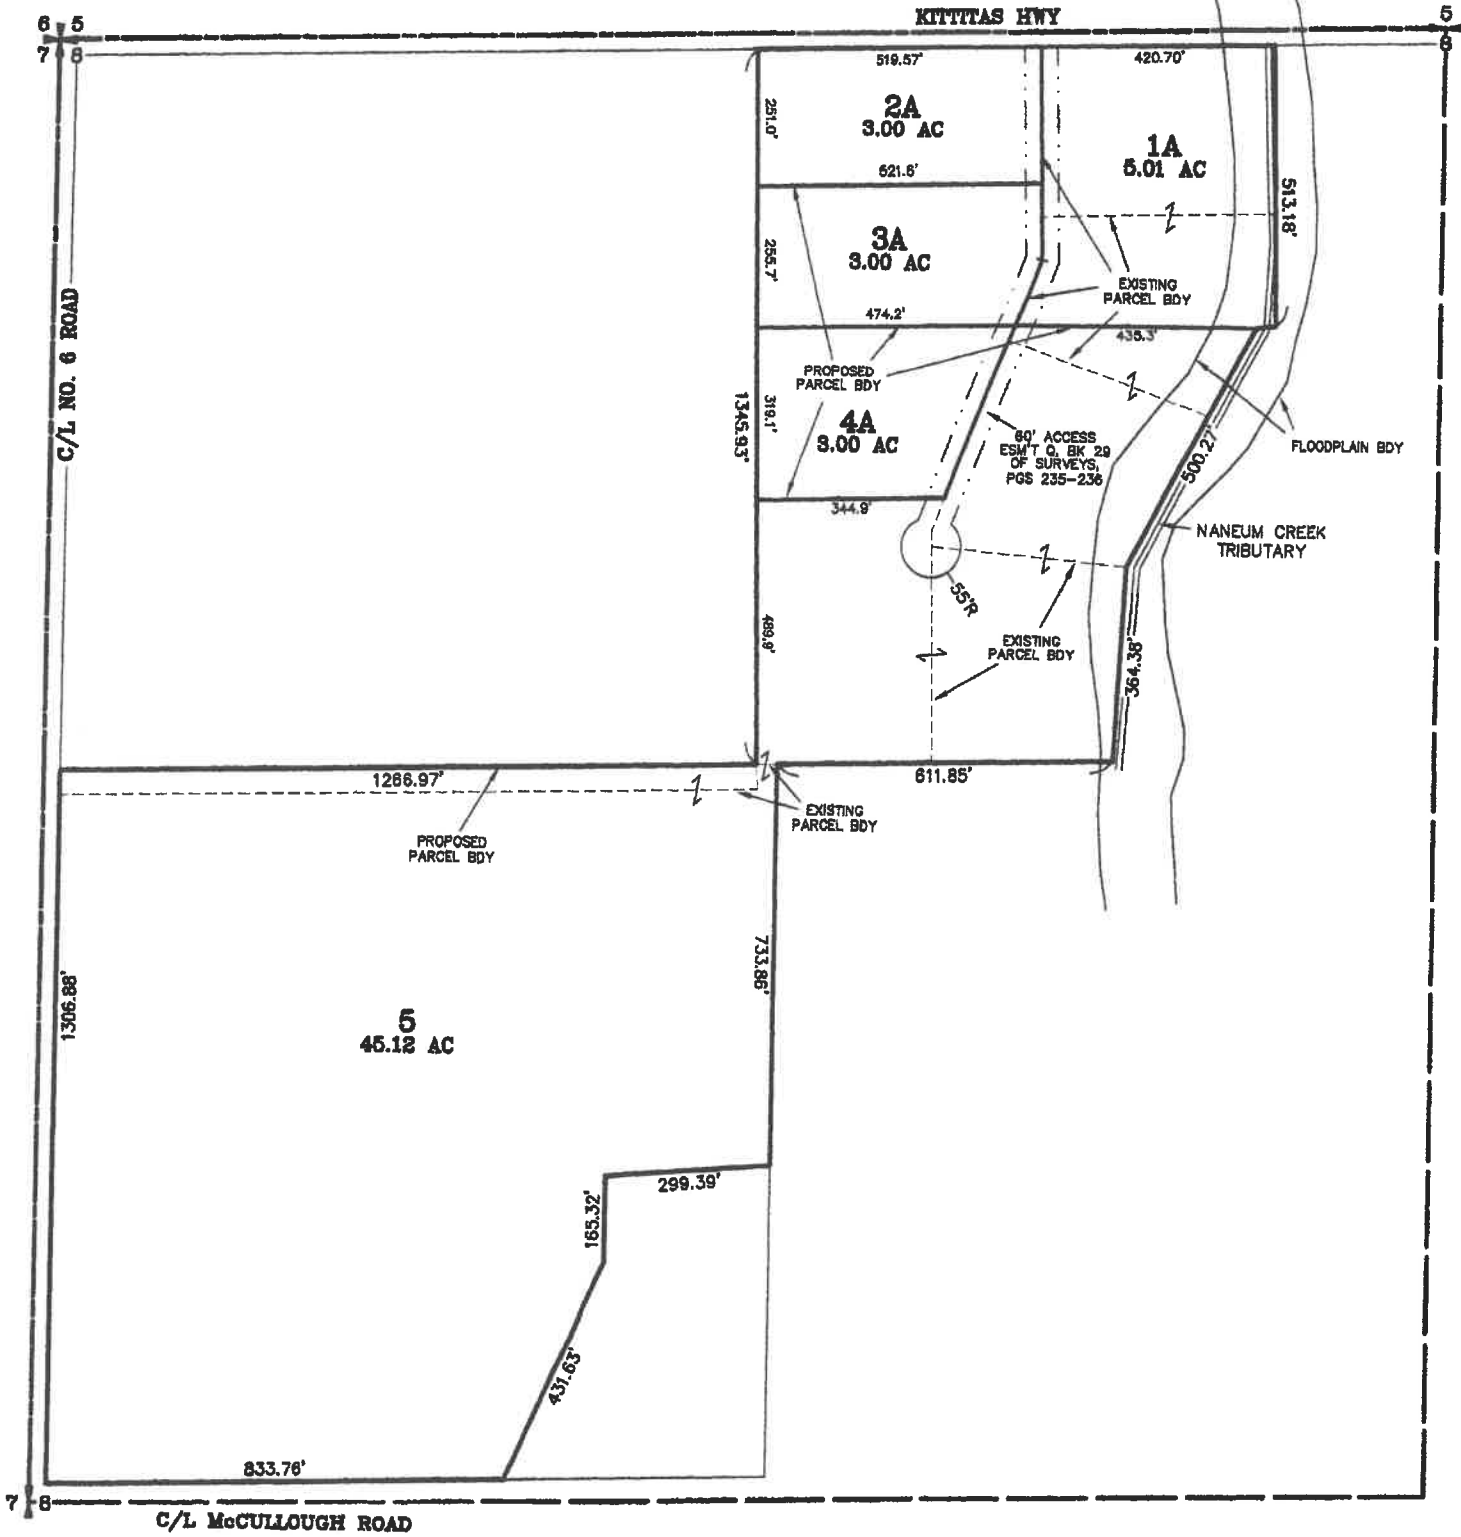 KITTITAS HWY
6 5
7 8
5
8
519.57'
420.70'
2A
3.00 AC
251.0'
1A
5.01 AC
521.6'
513.18'
3A
3.00 AC
255.7'
EXISTING
PARCEL BDY
474.2'
435.3'
C/L NO. 6 ROAD
PROPOSED
PARCEL BDY
1345.93'
319.1'
4A
3.00 AC
60' ACCESS
ESM'T Q, BK 29
OF SURVEYS,
PGS 235-236
500.27'
FLOODPLAIN BDY
344.9'
NANEUM CREEK
TRIBUTARY
55'R
489.9'
EXISTING
PARCEL BDY
364.38'
1266.97'
611.85'
EXISTING
PARCEL BDY
PROPOSED
PARCEL BDY
733.86'
1306.88'
5
45.12 AC
299.39'
165.32'
431.63'
833.76'
7 8
C/L McCULLOUGH ROAD